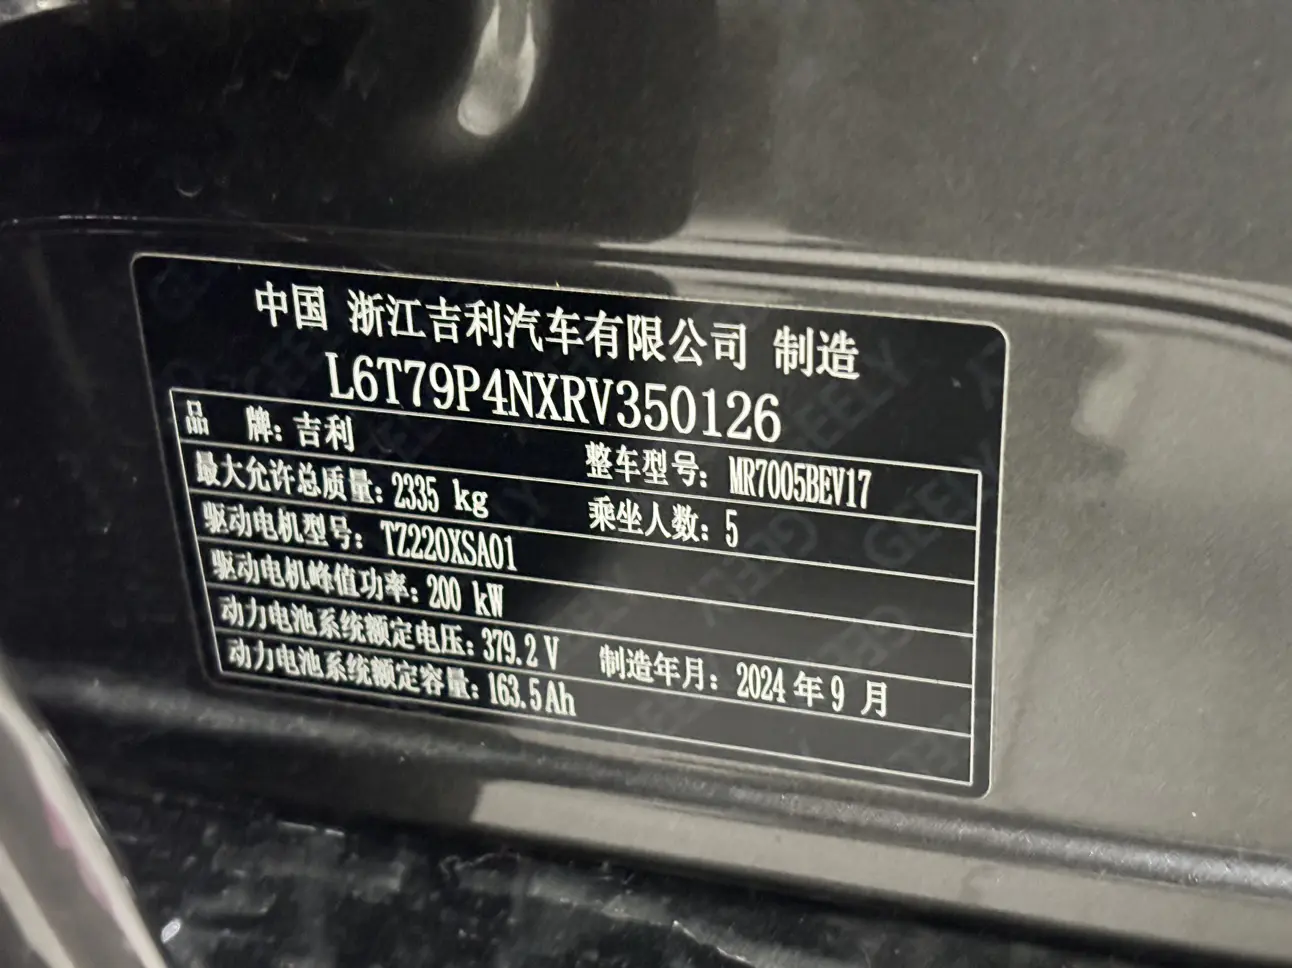 中国 浙江吉利汽车有限公司 制造
L6T79P4NXRV350126
品 牌: 吉利 整车型号: MR7005BEV17
最大允许总质量: 2335 kg 乘坐人数: 5
驱动电机型号: TZ220XSA01
驱动电机峰值功率: 200 kW
动力电池系统额定电压: 379.2 V 制造年月: 2024 年 9 月
动力电池系统额定容量: 163.5 Ah
GEELY